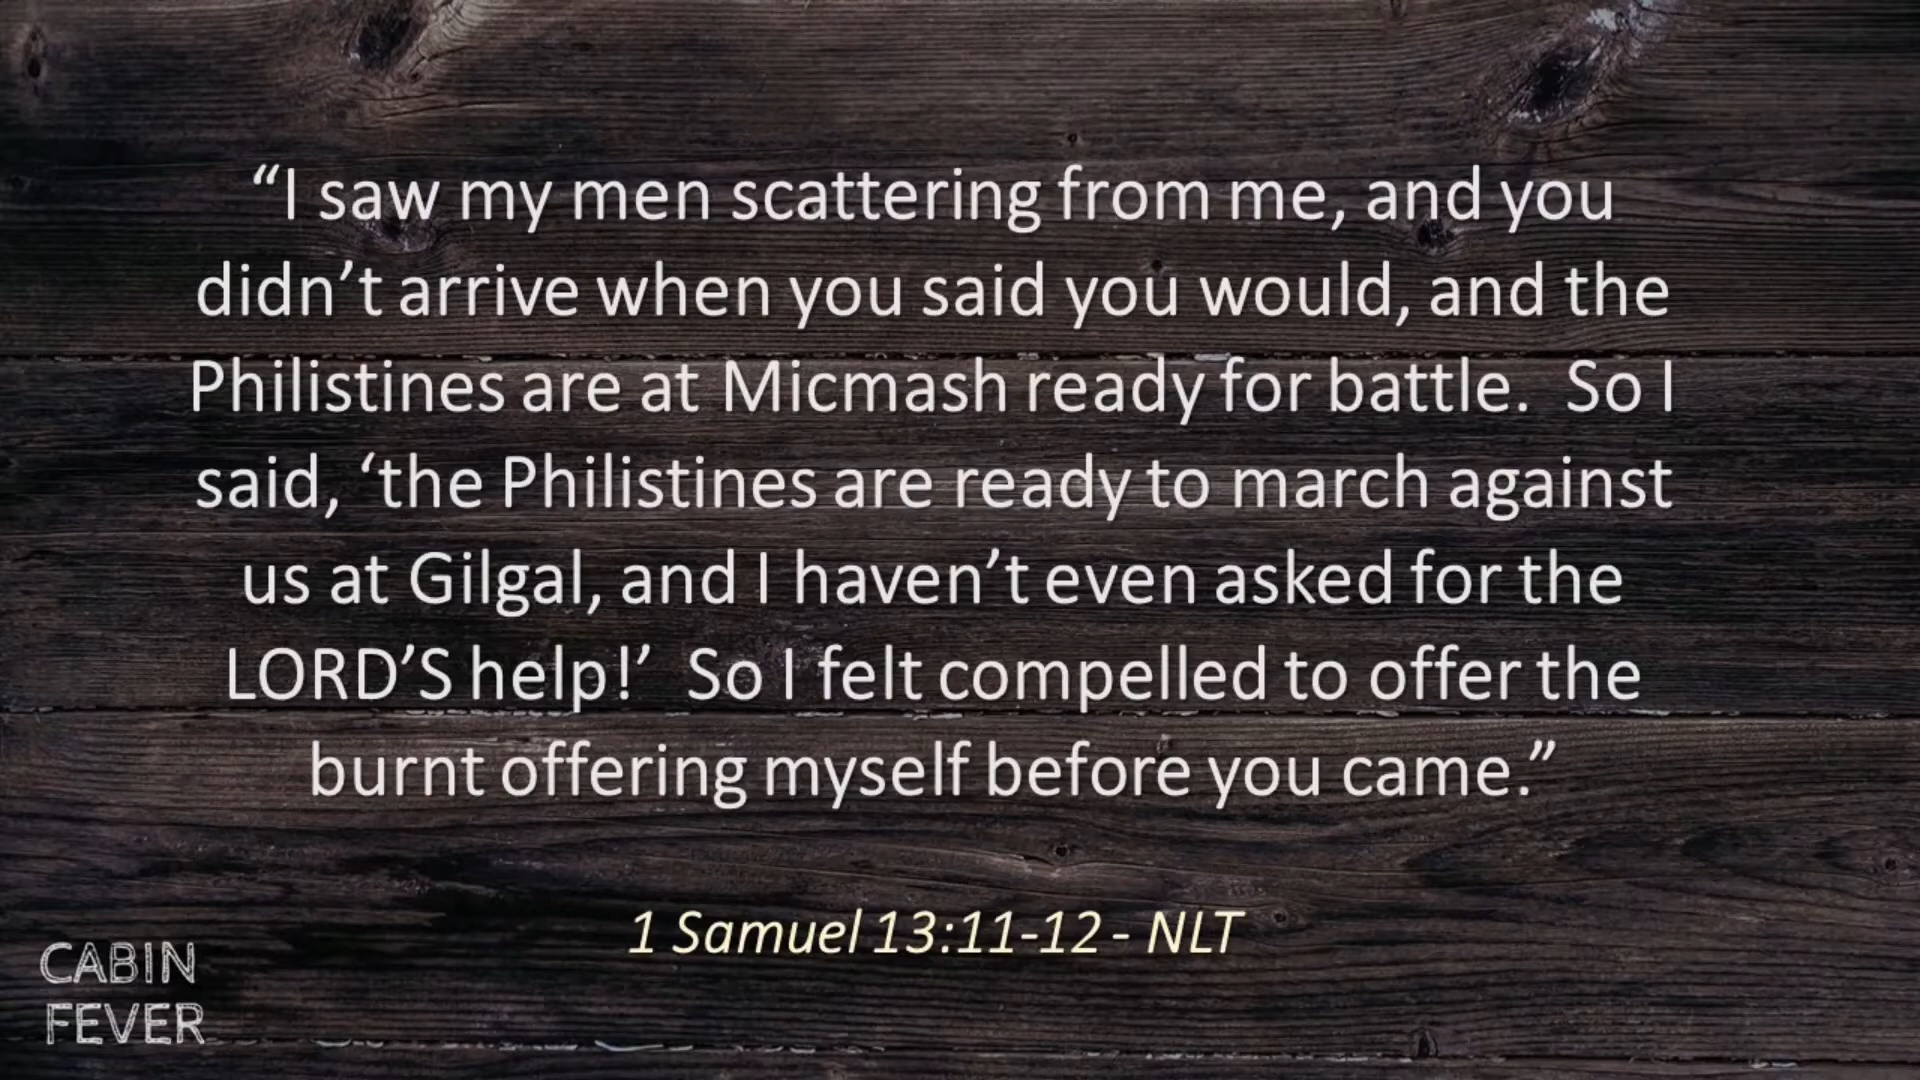 “I saw my men scattering from me, and you
didn’t arrive when you said you would, and the
Philistines are at Micmash ready for battle.  So I
said, ‘the Philistines are ready to march against
us at Gilgal, and I haven’t even asked for the
LORD’S help!’  So I felt compelled to offer the
burnt offering myself before you came.”
1 Samuel 13:11-12 - NLT
CABIN
FEVER